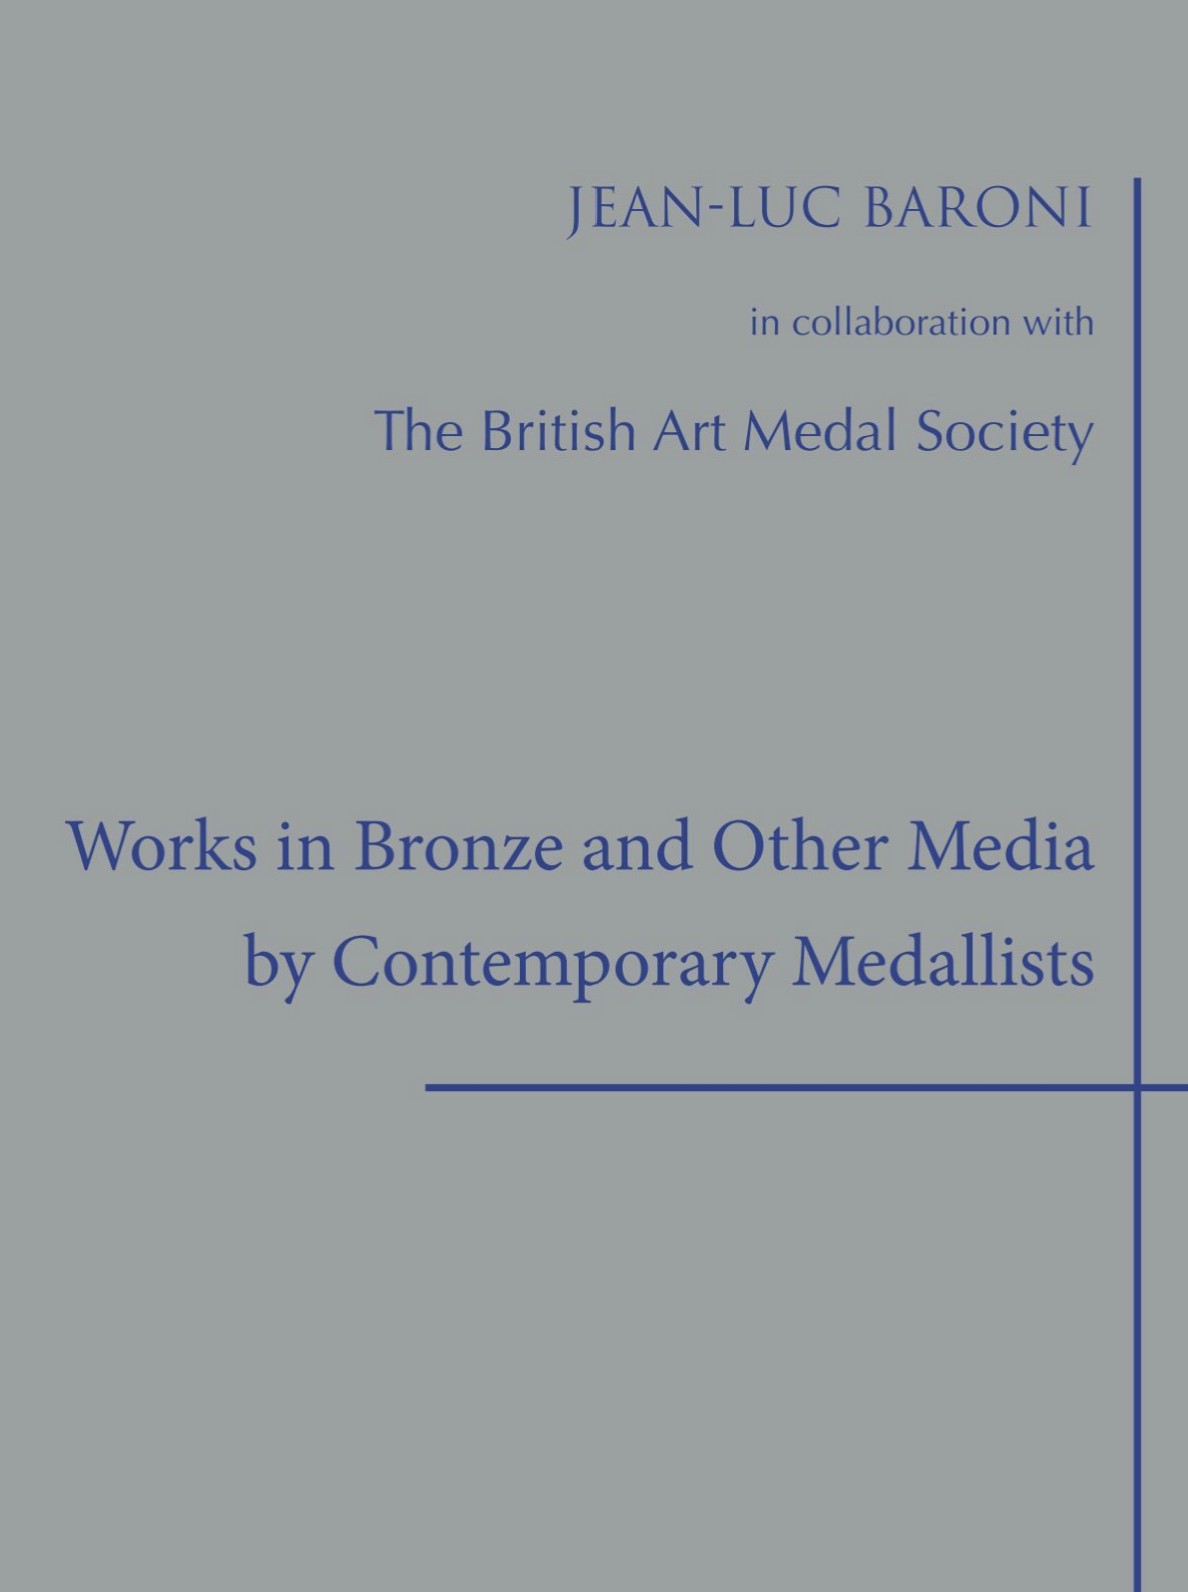 JEAN-LUC BARONI
in collaboration with
The British Art Medal Society
Works in Bronze and Other Media
by Contemporary Medallists